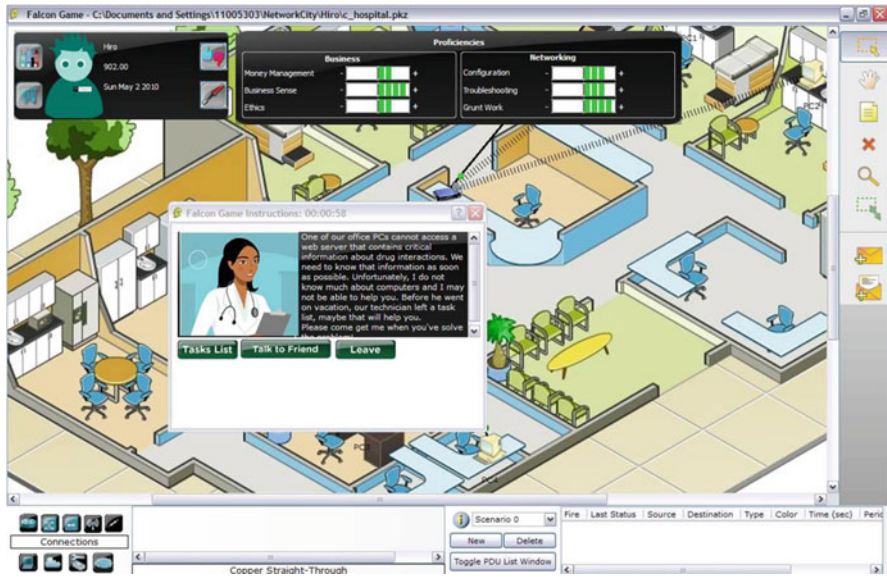 Falcon Game - C:\Documents and Settings\11005303\NetworkCity\Hiro\c_hospital.pkz
Hiro
902.00
Sun May 2 2010
Proficiencies
Business
Money Management - +
Business Sense - +
Ethics - +
Networking
Configuration - +
Troubleshooting - +
Grunt Work - +
PC1
PC2
Falcon Game Instructions: 00:00:58
One of our office PCs cannot access a
web server that contains critical
information about drug interactions. We
need to know that information as soon
as possible. Unfortunately, I do not
know much about computers and I may
not be able to help you. Before he went
on vacation, our technician left a task
list, maybe that will help you.
Please come get me when you've solve
the problem!
Tasks List
Talk to Friend
Leave
PC3
PC4
Connections
Copper Straight-Through
Scenario 0
New
Delete
Toggle PDU List Window
Fire Last Status Source Destination Type Color Time (sec) Peri